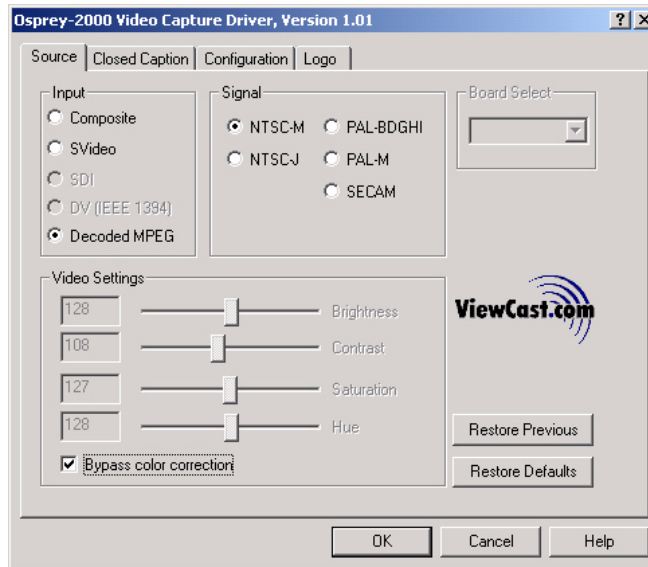 Osprey-2000 Video Capture Driver, Version 1.01
Source
Closed Caption
Configuration
Logo
Input
Composite
SVideo
SDI
DV (IEEE 1394)
Decoded MPEG
Signal
NTSC-M
PAL-BDGHI
NTSC-J
PAL-M
SECAM
Board Select
Video Settings
128
Brightness
108
Contrast
127
Saturation
128
Hue
Bypass color correction
ViewCast.com
Restore Previous
Restore Defaults
OK
Cancel
Help